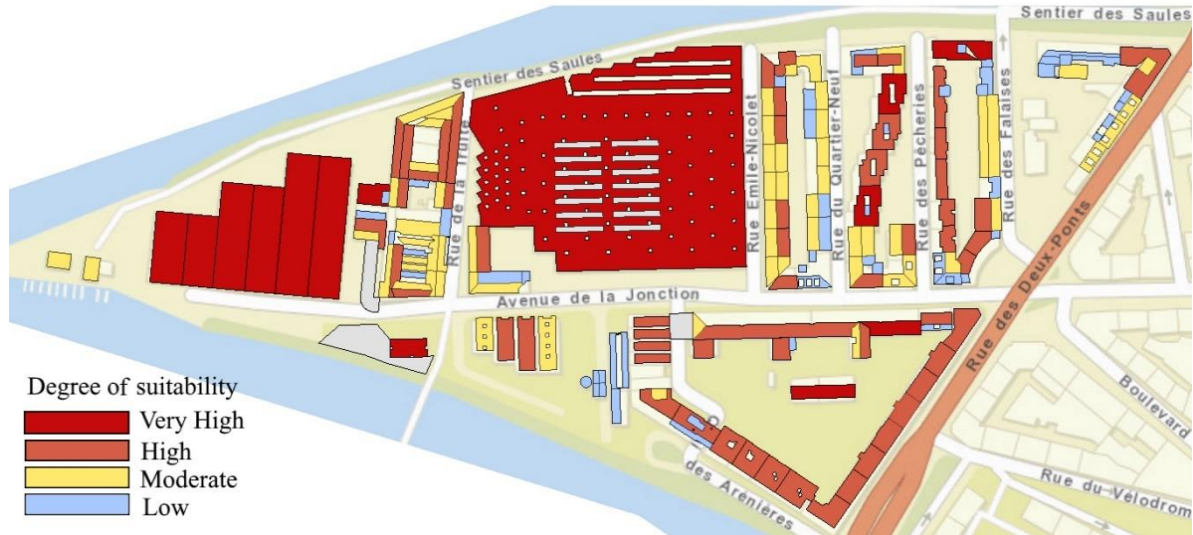 Sentier des Saules
Sentier des Saules
Rue de la Truite
Rue Emile-Nicolet
Rue du Quartier-Neuf
Rue des Pêcheries
Rue des Falaises
Rue des Deux-Ponts
Avenue de la Jonction
Boulevard
Rue du Vélodrom
des Arénières
Degree of suitability
Very High
High
Moderate
Low